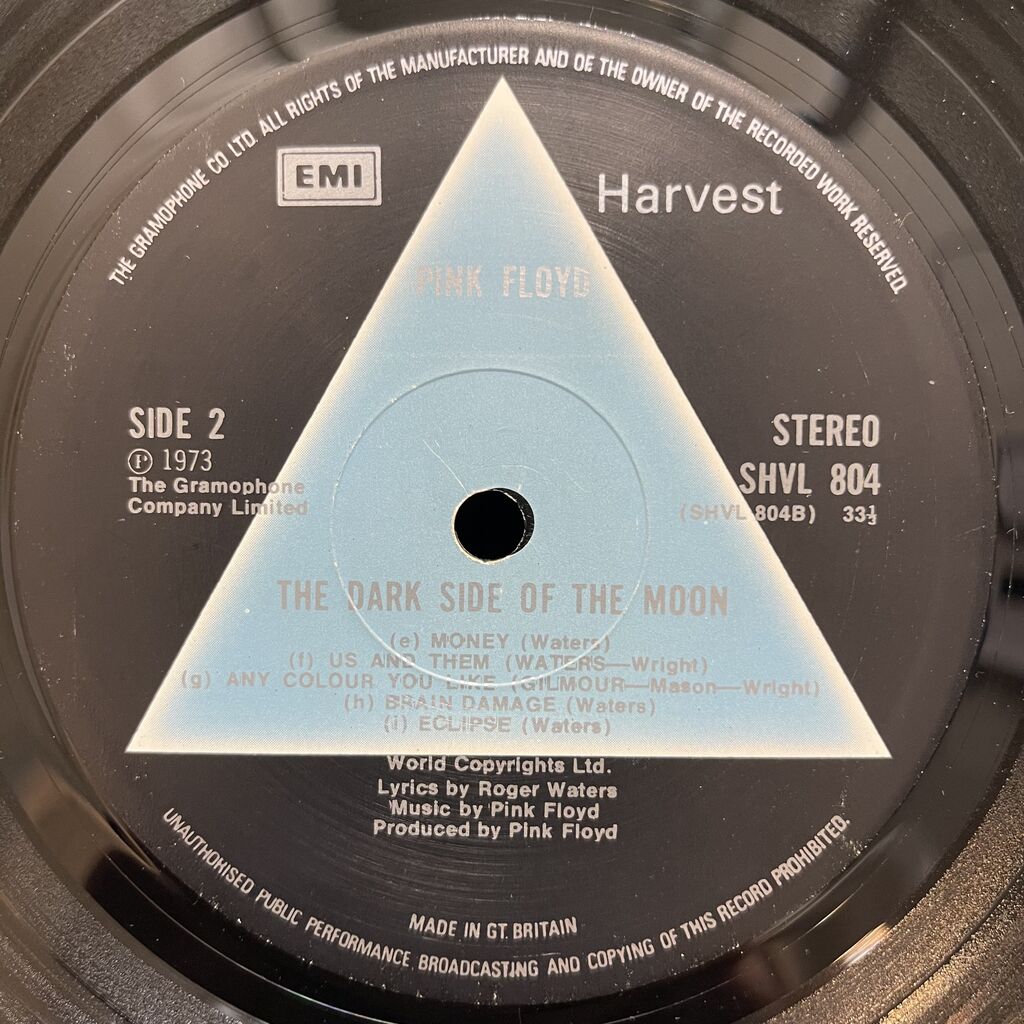 THE GRAMOPHONE CO LTD. ALL RIGHTS OF THE MANUFACTURER AND OF THE OWNER OF THE RECORDED WORK RESERVED.
EMI
Harvest
PINK FLOYD
SIDE 2
Ⓟ 1973
The Gramophone
Company Limited
STEREO
SHVL 804
(SHVL 804B) 33⅓
THE DARK SIDE OF THE MOON
(e) MONEY (Waters)
(f) US AND THEM (WATERS—Wright)
(g) ANY COLOUR YOU LIKE (GILMOUR—Mason—Wright)
(h) BRAIN DAMAGE (Waters)
(i) ECLIPSE (Waters)
World Copyrights Ltd.
Lyrics by Roger Waters
Music by Pink Floyd
Produced by Pink Floyd
MADE IN GT. BRITAIN
UNAUTHORISED PUBLIC PERFORMANCE BROADCASTING AND COPYING OF THIS RECORD PROHIBITED.